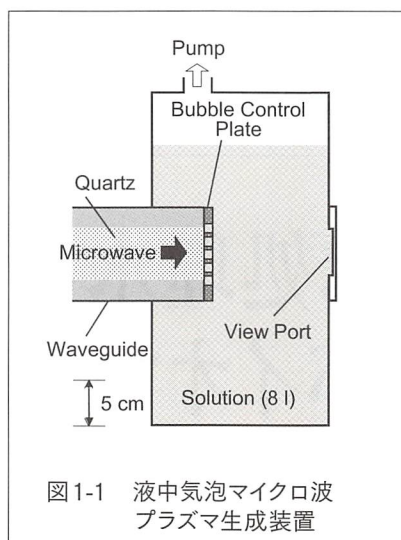 Pump
Bubble Control
Plate
Quartz
Microwave
View Port
Waveguide
5 cm
Solution (8 l)
図1-1 液中気泡マイクロ波
プラズマ生成装置